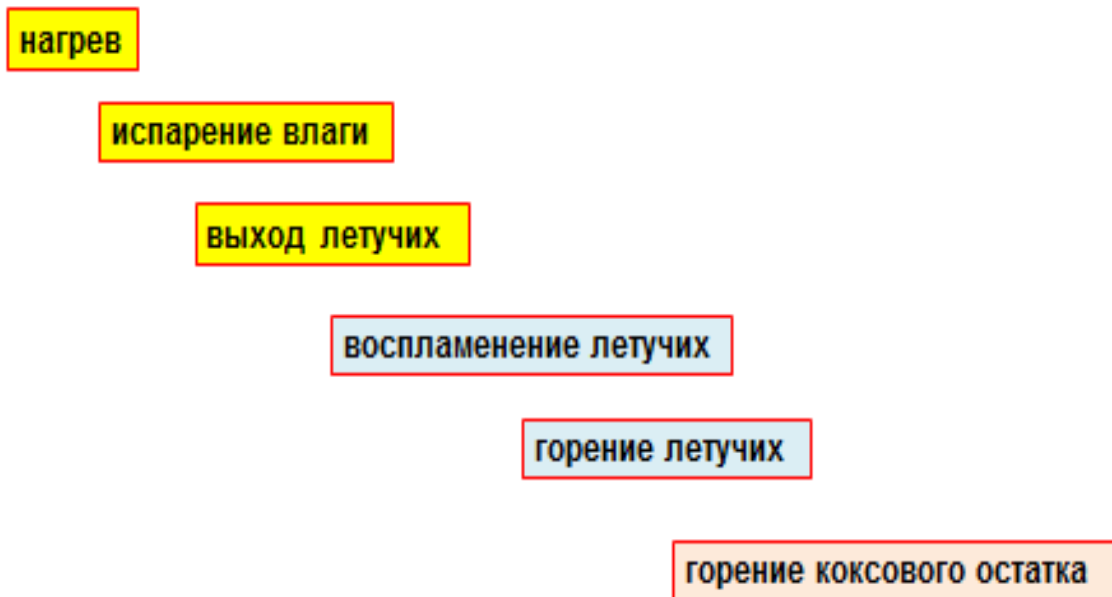 нагрев
испарение влаги
выход летучих
воспламенение летучих
горение летучих
горение коксового остатка